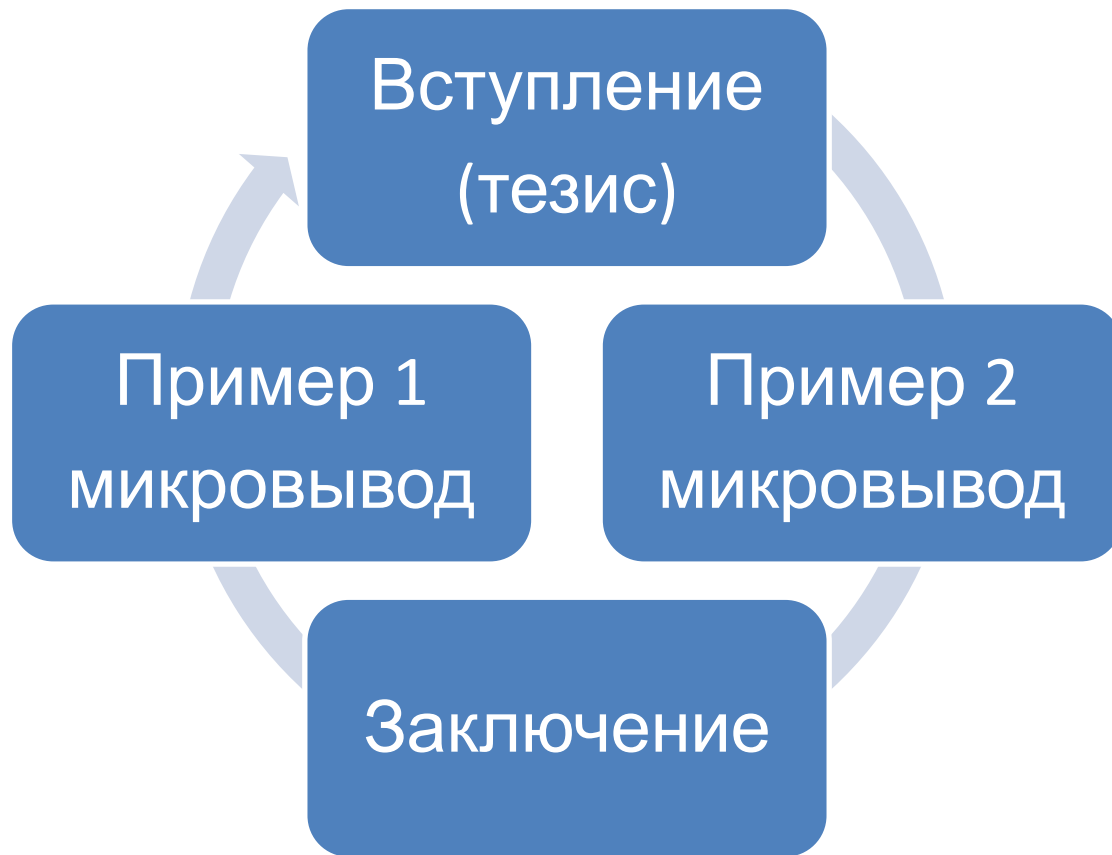 Вступление
(тезис)
Пример 1
микровывод
Пример 2
микровывод
Заключение